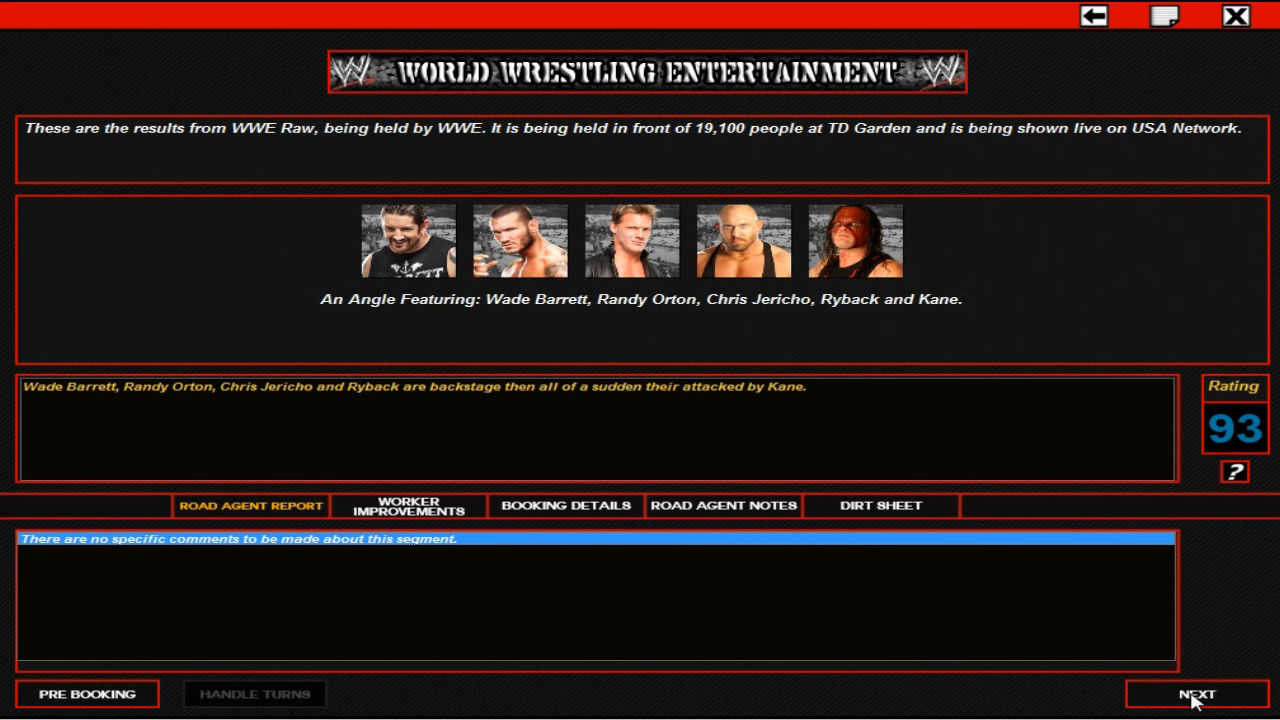 WORLD WRESTLING ENTERTAINMENT
These are the results from WWE Raw, being held by WWE. It is being held in front of 19,100 people at TD Garden and is being shown live on USA Network.
An Angle Featuring: Wade Barrett, Randy Orton, Chris Jericho, Ryback and Kane.
Wade Barrett, Randy Orton, Chris Jericho and Ryback are backstage then all of a sudden their attacked by Kane.
Rating
93
?
ROAD AGENT REPORT
WORKER IMPROVEMENTS
BOOKING DETAILS
ROAD AGENT NOTES
DIRT SHEET
There are no specific comments to be made about this segment.
PRE BOOKING
HANDLE TURNS
NEXT